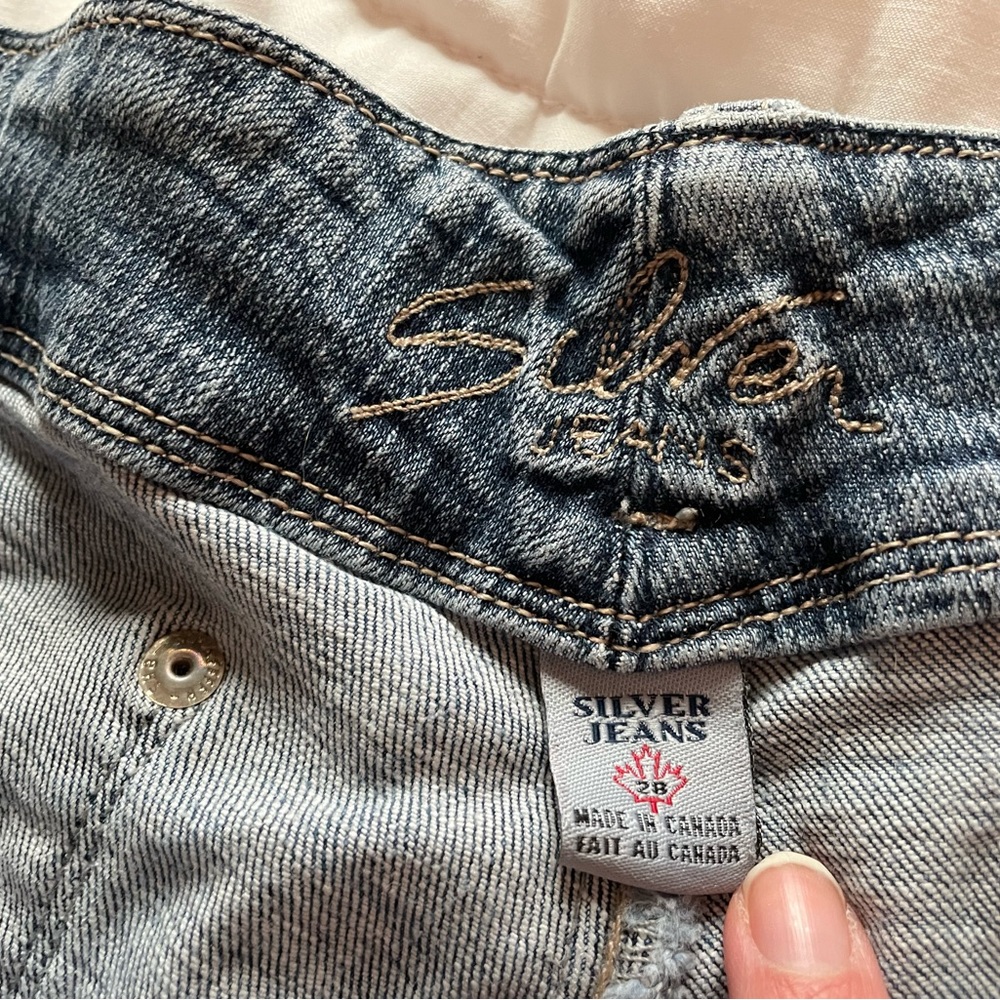 Silver
JEANS
SILVER
JEANS
28
MADE IN CANADA
FAIT AU CANADA